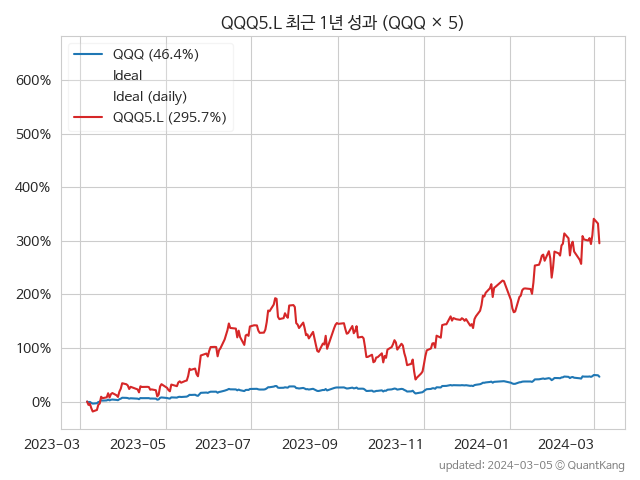 QQQ5.L 최근 1년 성과 (QQQ × 5)
QQQ (46.4%)
Ideal
Ideal (daily)
QQQ5.L (295.7%)
600%
500%
400%
300%
200%
100%
0%
2023-03 2023-05 2023-07 2023-09 2023-11 2024-01 2024-03
updated: 2024-03-05 © QuantKang